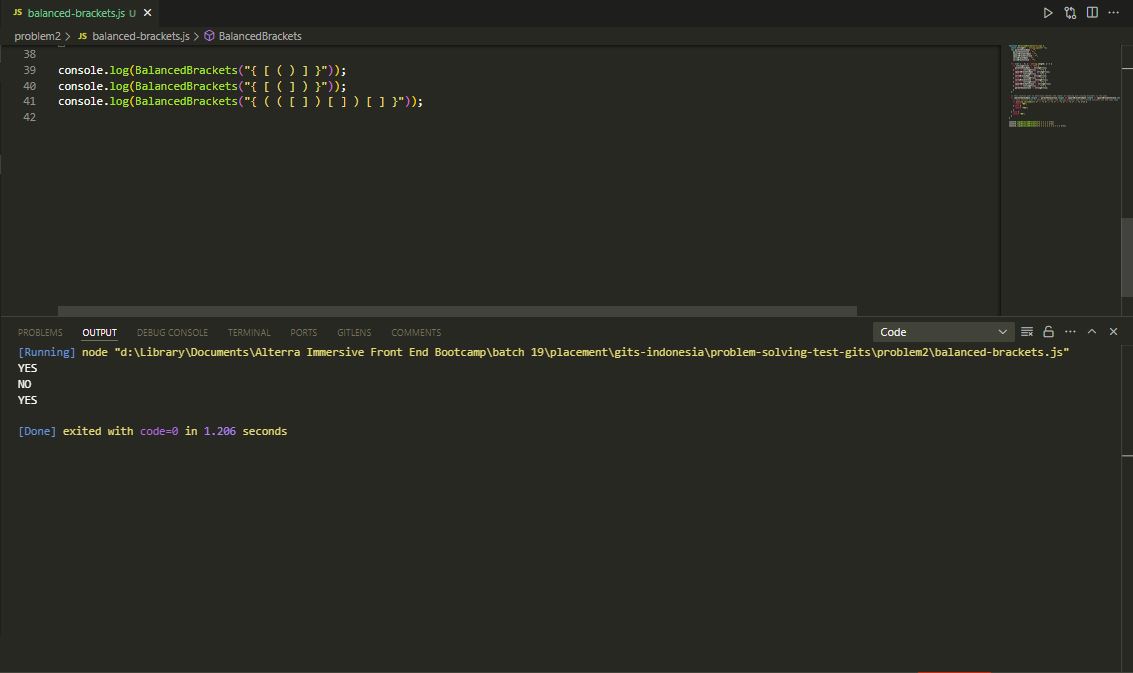 JS balanced-brackets.js U
problem2 > JS balanced-brackets.js > BalancedBrackets
38
39 console.log(BalancedBrackets("{ [ ( ) ] }"));
40 console.log(BalancedBrackets("{ [ ( ] ) }"));
41 console.log(BalancedBrackets("{ ( ( [ ] ) [ ] ) [ ] }"));
42
PROBLEMS OUTPUT DEBUG CONSOLE TERMINAL PORTS GITLENS COMMENTS Code
[Running] node "d:\Library\Documents\Alterra Immersive Front End Bootcamp\batch 19\placement\gits-indonesia\problem-solving-test-gits\problem2\balanced-brackets.js"
YES
NO
YES
[Done] exited with code=0 in 1.206 seconds